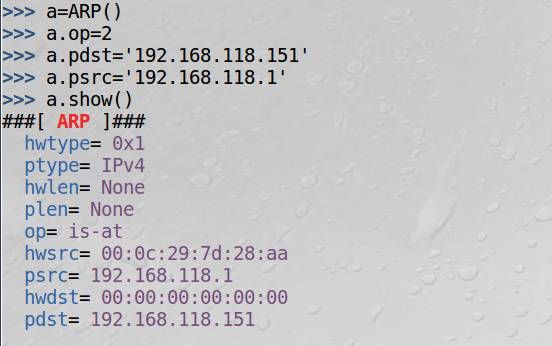 >>> a=ARP()
>>> a.op=2
>>> a.pdst='192.168.118.151'
>>> a.psrc='192.168.118.1'
>>> a.show()
###[ ARP ]###
hwtype= 0x1
ptype= IPv4
hwlen= None
plen= None
op= is-at
hwsrc= 00:0c:29:7d:28:aa
psrc= 192.168.118.1
hwdst= 00:00:00:00:00:00
pdst= 192.168.118.151